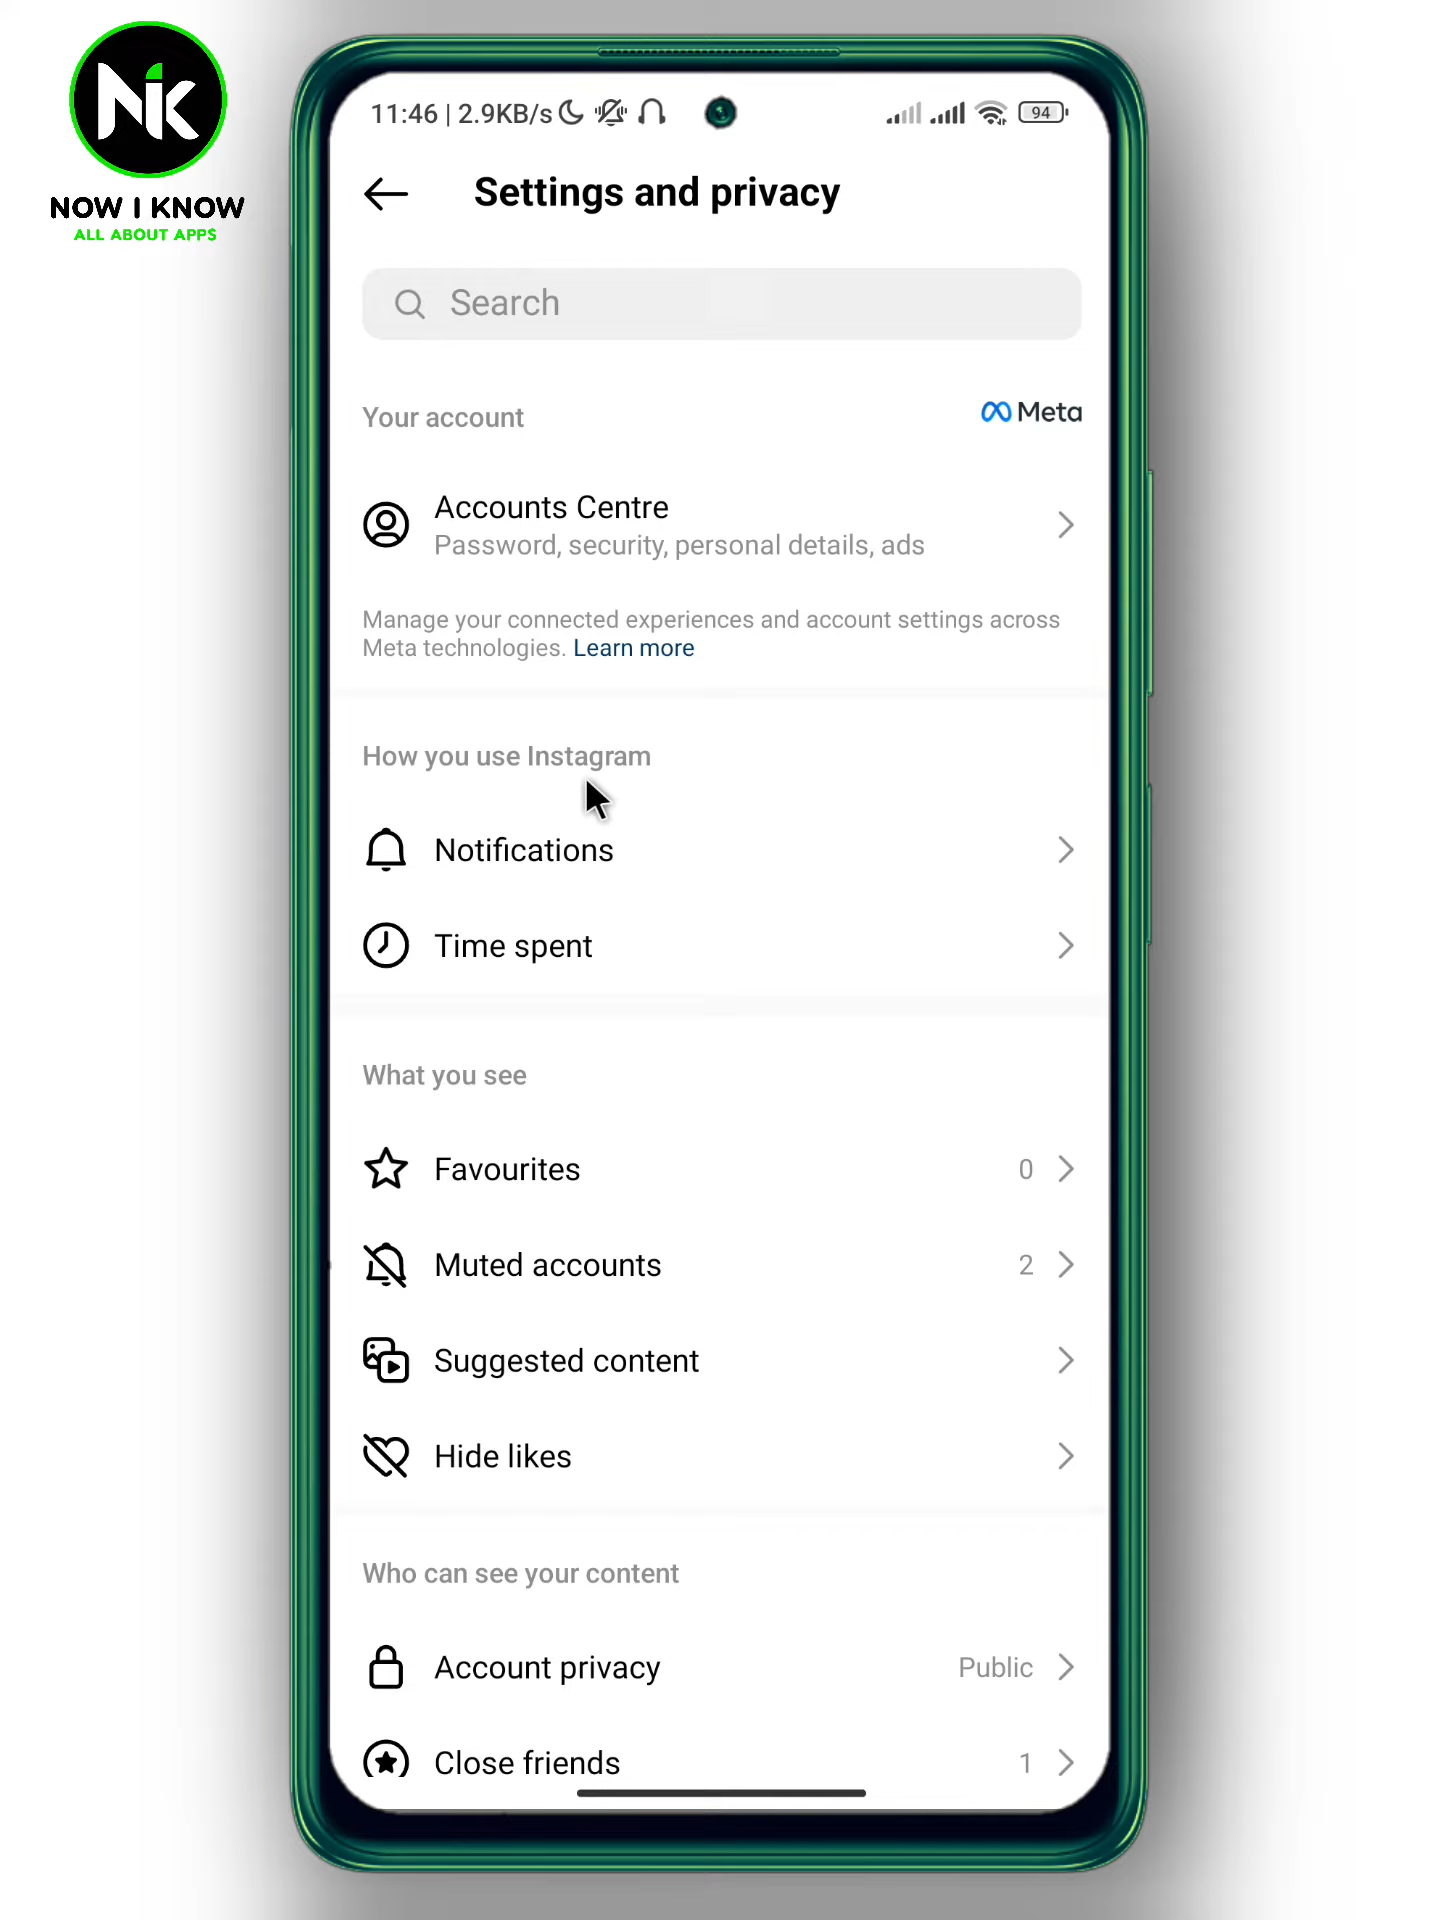 NiK
NOW I KNOW
ALL ABOUT APPS
11:46 | 2.9KB/s
94
Settings and privacy
Search
Your account
Meta
Accounts Centre
Password, security, personal details, ads
Manage your connected experiences and account settings across
Meta technologies. Learn more
How you use Instagram
Notifications
Time spent
What you see
Favourites 0
Muted accounts 2
Suggested content
Hide likes
Who can see your content
Account privacy Public
Close friends 1